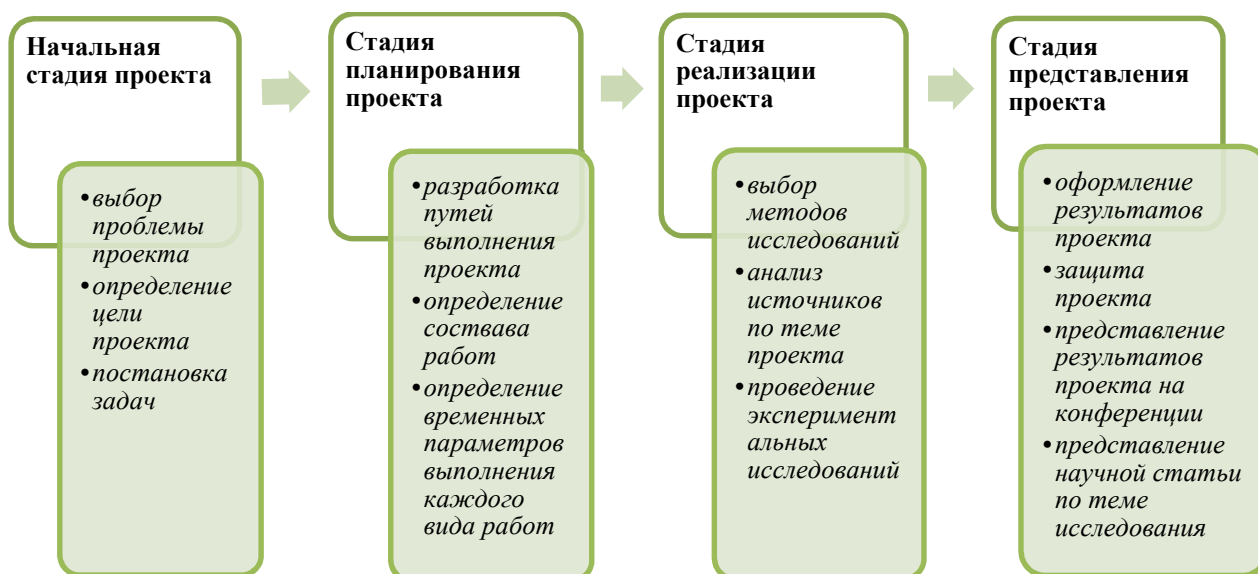 Начальная
стадия проекта
•выбор
проблемы
проекта
•определение
цели
проекта
•постановка
задач
Стадия
планирования
проекта
•разработка
путей
выполнения
проекта
•определение
соствава
работ
•определение
временных
параметров
выполнения
каждого
вида работ
Стадия
реализации
проекта
•выбор
методов
исследований
•анализ
источников
по теме
проекта
•проведение
эксперимент
альных
исследований
Стадия
представления
проекта
•оформление
результатов
проекта
•защита
проекта
•представление
результатов
проекта на
конференции
•представление
научной статьи
по теме
исследования